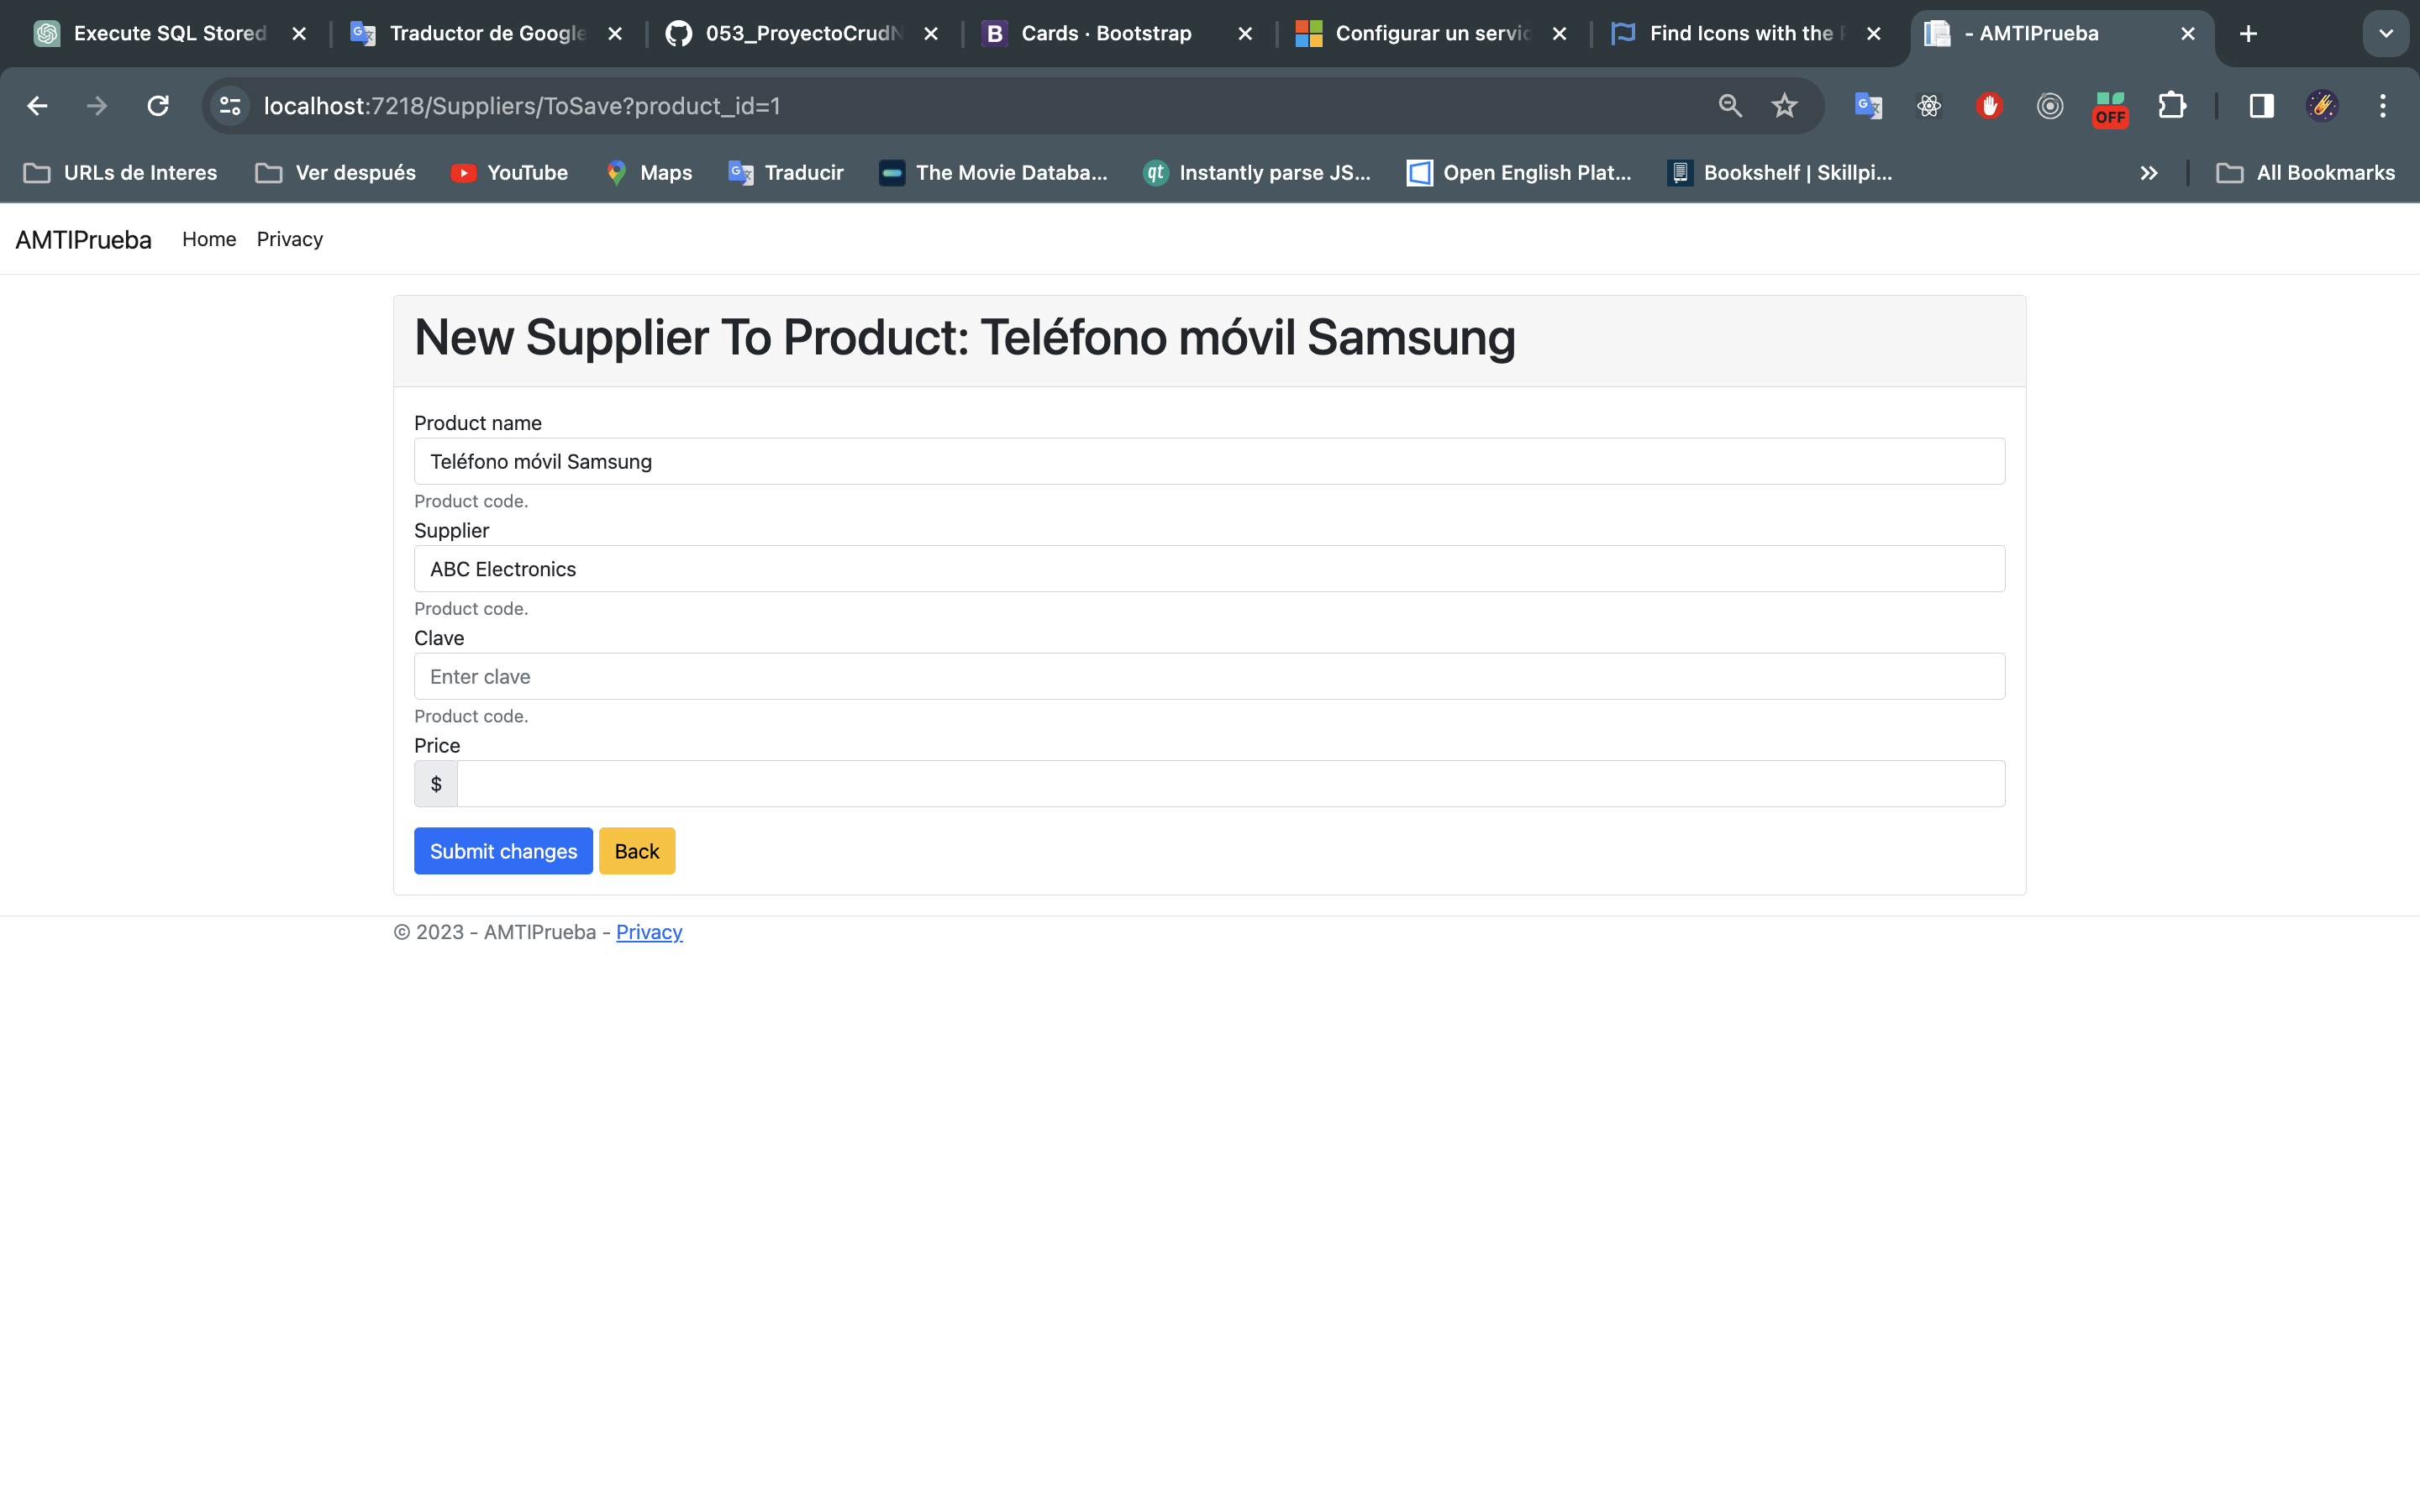 Execute SQL Stored
Traductor de Google
053_ProyectoCrudN
B Cards · Bootstrap
Configurar un servic
Find Icons with the
- AMTIPrueba
localhost:7218/Suppliers/ToSave?product_id=1
OFF
URLs de Interes
Ver después
YouTube
Maps
Traducir
The Movie Databa...
qt Instantly parse JS...
Open English Plat...
Bookshelf | Skillpi...
All Bookmarks
AMTIPrueba Home Privacy
New Supplier To Product: Teléfono móvil Samsung
Product name
Teléfono móvil Samsung
Product code.
Supplier
ABC Electronics
Product code.
Clave
Enter clave
Product code.
Price
$
Submit changes Back
© 2023 - AMTIPrueba - Privacy